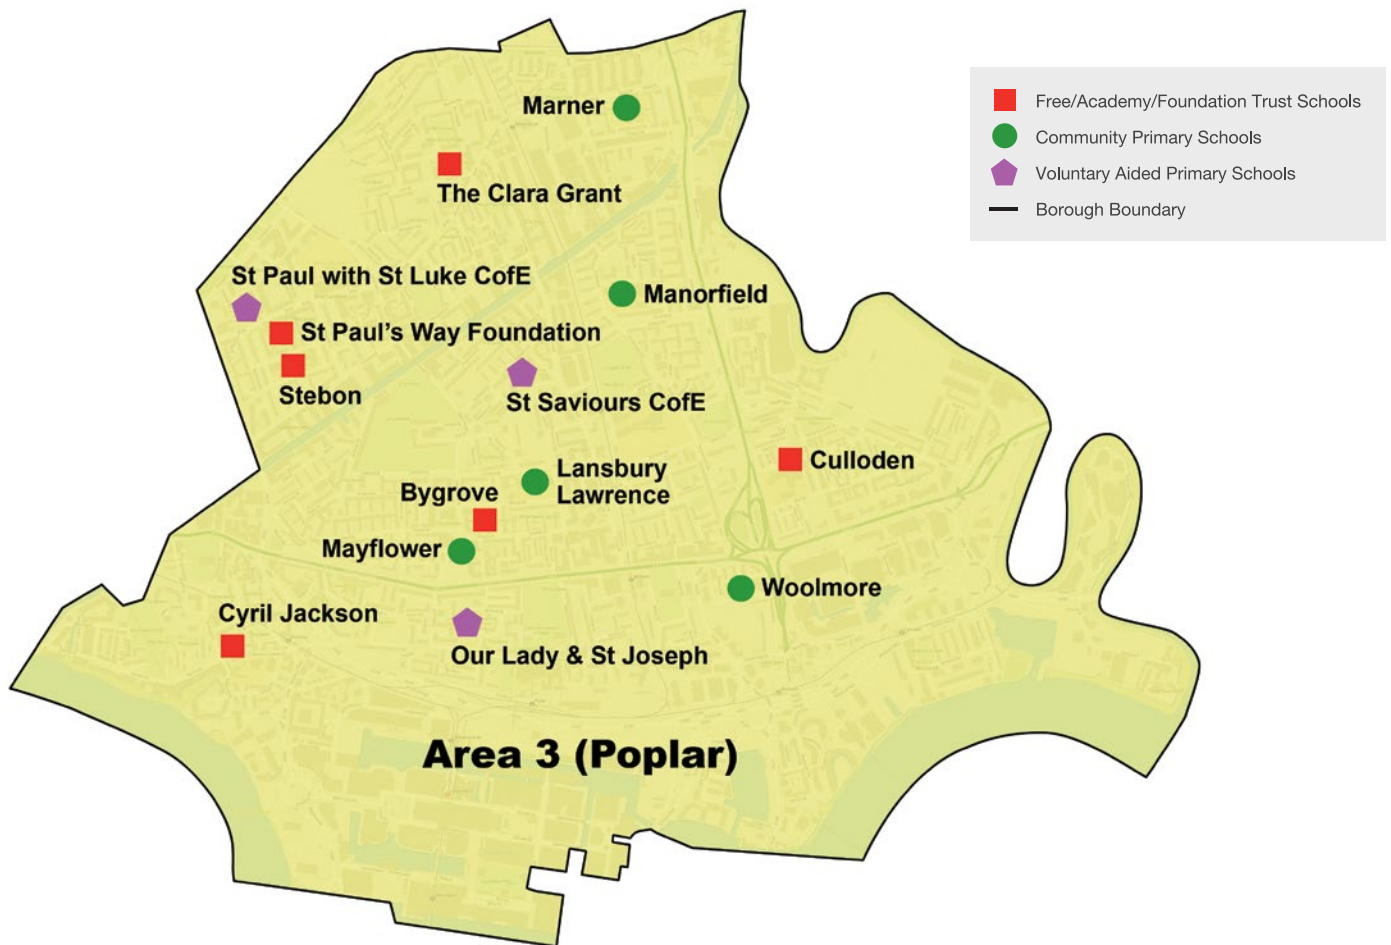 Marner
The Clara Grant
St Paul with St Luke CofE
Manorfield
St Paul's Way Foundation
Stebon
St Saviours CofE
Culloden
Lansbury
Lawrence
Bygrove
Mayflower
Woolmore
Cyril Jackson
Our Lady & St Joseph
Area 3 (Poplar)
Free/Academy/Foundation Trust Schools
Community Primary Schools
Voluntary Aided Primary Schools
Borough Boundary